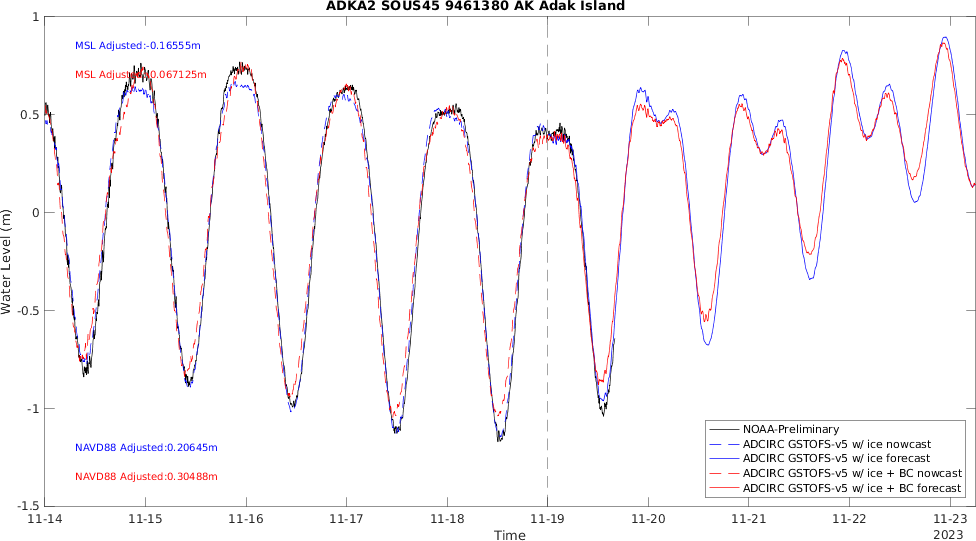 ADKA2 SOUS45 9461380 AK Adak Island
1
MSL Adjusted:-0.16555m
MSL Adjusted:-0.067125m
0.5
0
Water Level (m)
-0.5
-1
NAVD88 Adjusted:0.20645m
NAVD88 Adjusted:0.30488m
NOAA-Preliminary
ADCIRC GSTOFS-v5 w/ ice nowcast
ADCIRC GSTOFS-v5 w/ ice forecast
ADCIRC GSTOFS-v5 w/ ice + BC nowcast
ADCIRC GSTOFS-v5 w/ ice + BC forecast
-1.5
11-14 11-15 11-16 11-17 11-18 11-19 11-20 11-21 11-22 11-23
Time
2023